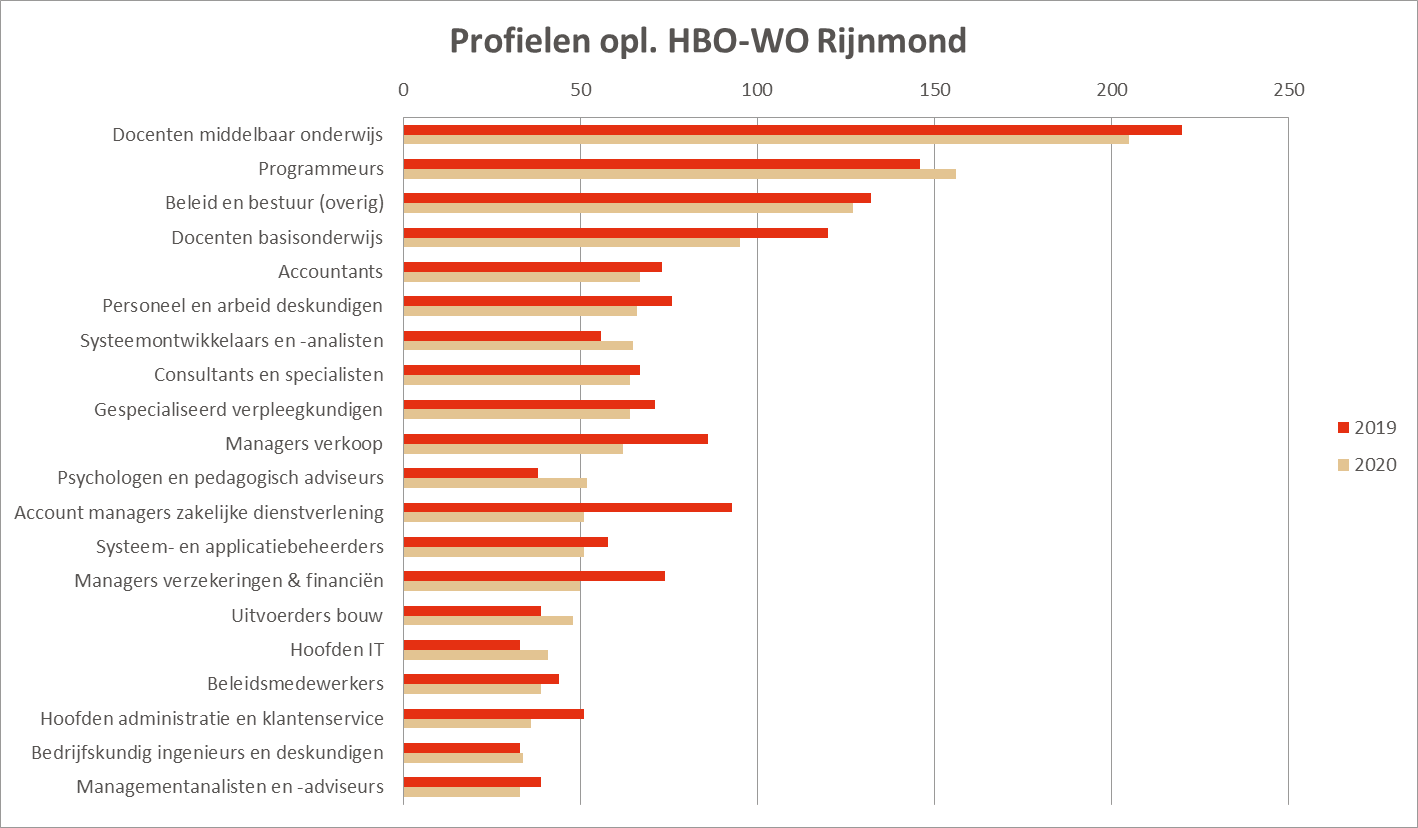 Profielen opl. HBO-WO Rijnmond
0 50 100 150 200 250
Docenten middelbaar onderwijs
Programmeurs
Beleid en bestuur (overig)
Docenten basisonderwijs
Accountants
Personeel en arbeid deskundigen
Systeemontwikkelaars en -analisten
Consultants en specialisten
Gespecialiseerd verpleegkundigen
Managers verkoop
Psychologen en pedagogisch adviseurs
Account managers zakelijke dienstverlening
Systeem- en applicatiebeheerders
Managers verzekeringen & financiën
Uitvoerders bouw
Hoofden IT
Beleidsmedewerkers
Hoofden administratie en klantenservice
Bedrijfskundig ingenieurs en deskundigen
Managementanalisten en -adviseurs
2019
2020